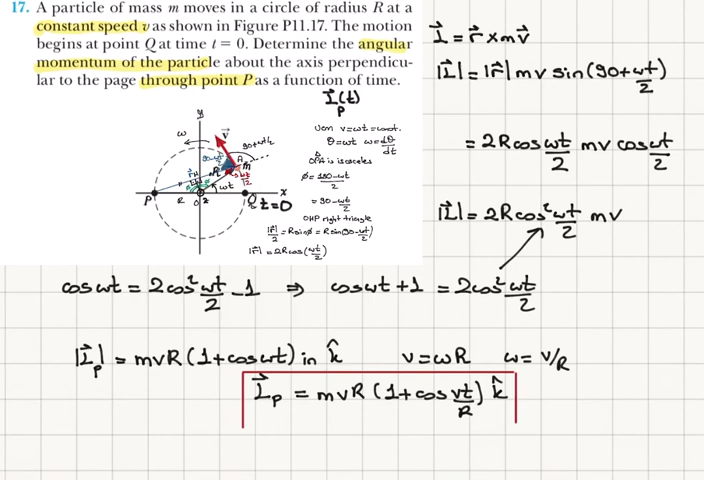 17. A particle of mass m moves in a circle of radius R at a
constant speed v as shown in Figure P11.17. The motion
begins at point Q at time t = 0. Determine the angular
momentum of the particle about the axis perpendicu-
lar to the page through point P as a function of time.
L⃗ = r⃗ x mv⃗
|L⃗| = |r⃗| mv sin(90+ωt/2)
= 2R cos ωt/2 mv cos ωt/2
|L⃗| = 2R cos² ωt/2 mv
L⃗p(t)
θ=ωt ω=dθ/dt
OPA is isosceles
φ=180-ωt/2
= 90-ωt/2
OHP right triangle
|r⃗|/2 = R sinφ = R sin(90-ωt/2)
|r⃗| = 2R cos(ωt/2)
y
ω
v⃗
90+ωt/2
A
m
ωt
P
R
O
Q
x
t=0
cos ωt = 2cos² ωt/2 - 1 ⇒ cos ωt + 1 = 2cos² ωt/2
|L⃗p| = mvR (1+cos ωt) in k̂ v=ωR ω= v/R
L⃗p = mvR (1+cos vt/R) k̂